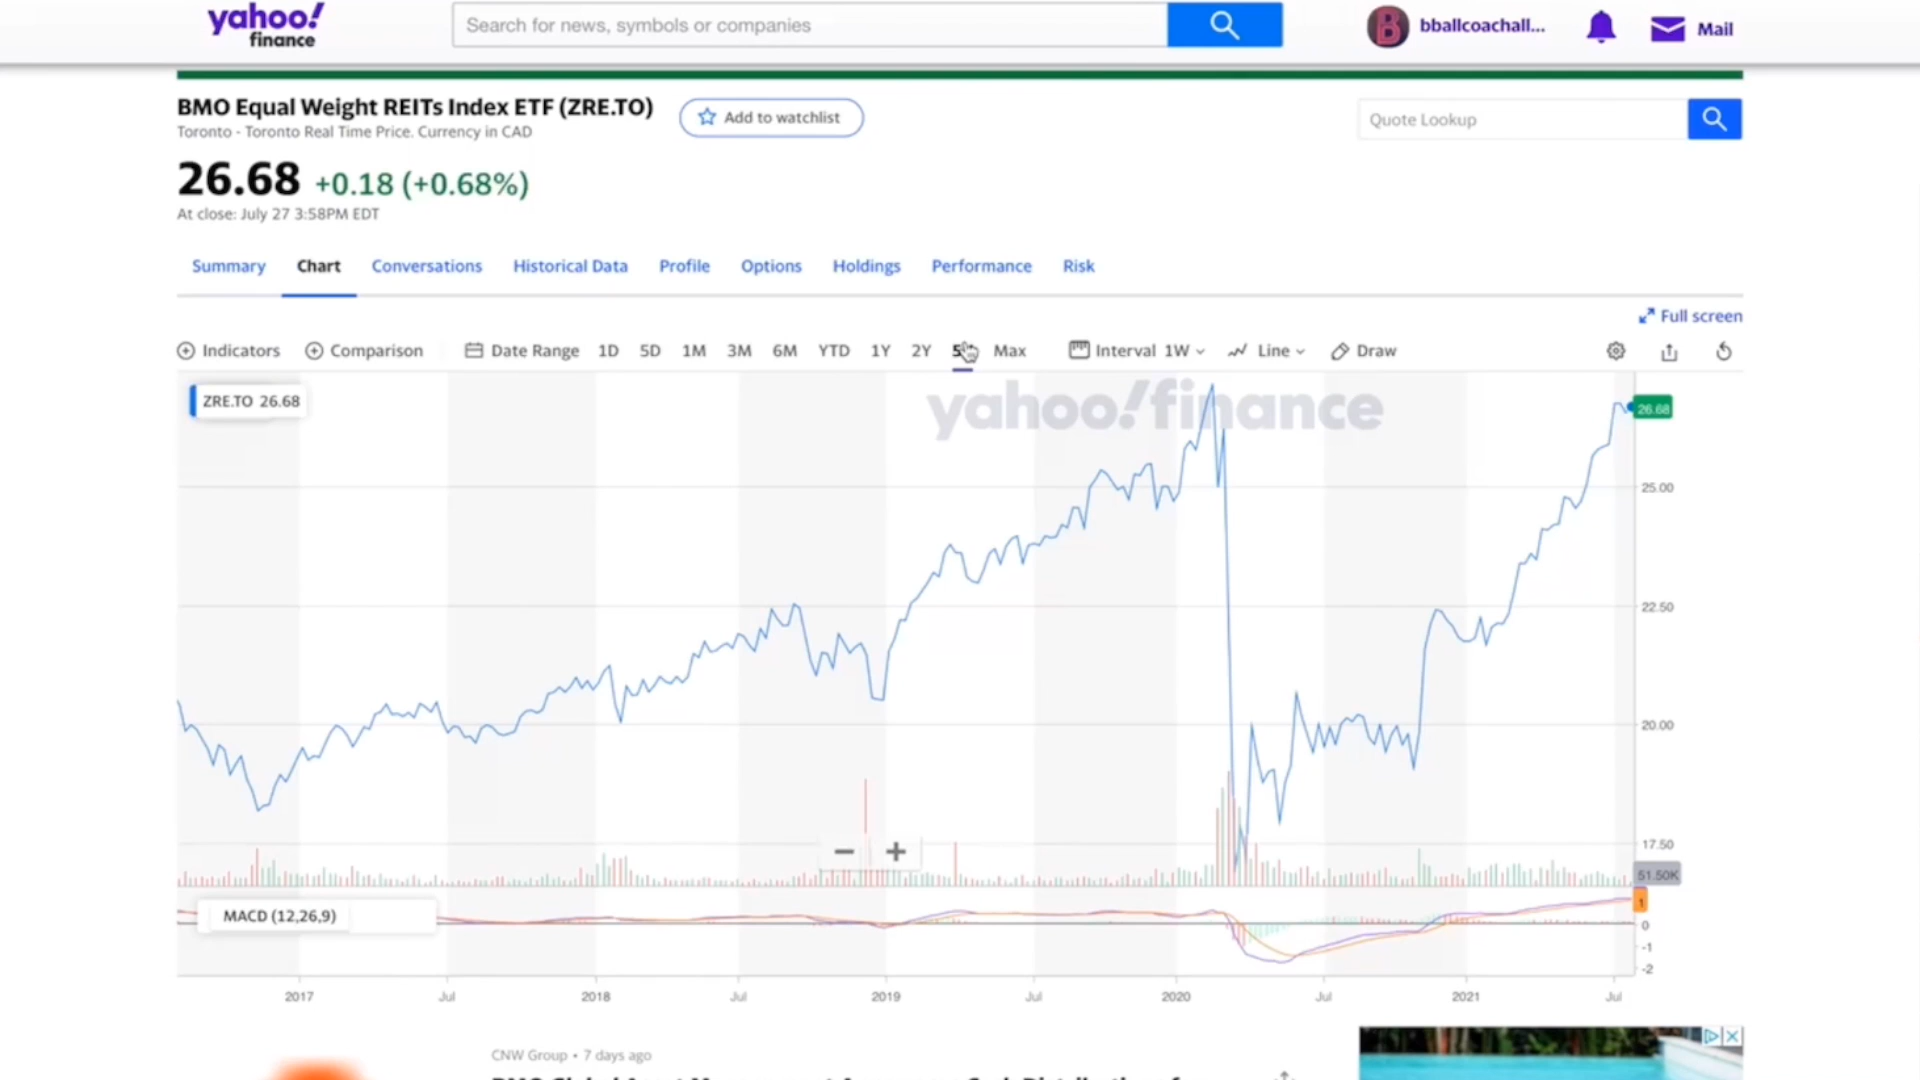 yahoo!
finance
Search for news, symbols or companies
B
bballcoachall...
Mail
BMO Equal Weight REITs Index ETF (ZRE.TO)
Add to watchlist
Toronto - Toronto Real Time Price. Currency in CAD
Quote Lookup
26.68 +0.18 (+0.68%)
At close: July 27 3:58PM EDT
Summary Chart Conversations Historical Data Profile Options Holdings Performance Risk
Full screen
Indicators Comparison Date Range 1D 5D 1M 3M 6M YTD 1Y 2Y Max Interval 1W Line Draw
ZRE.TO 26.68
yahoo!finance
26.68
25.00
22.50
20.00
17.50
51.50K
MACD (12,26,9)
1
0
-1
-2
2017 Jul 2018 Jul 2019 Jul 2020 Jul 2021 Jul
CNW Group • 7 days ago